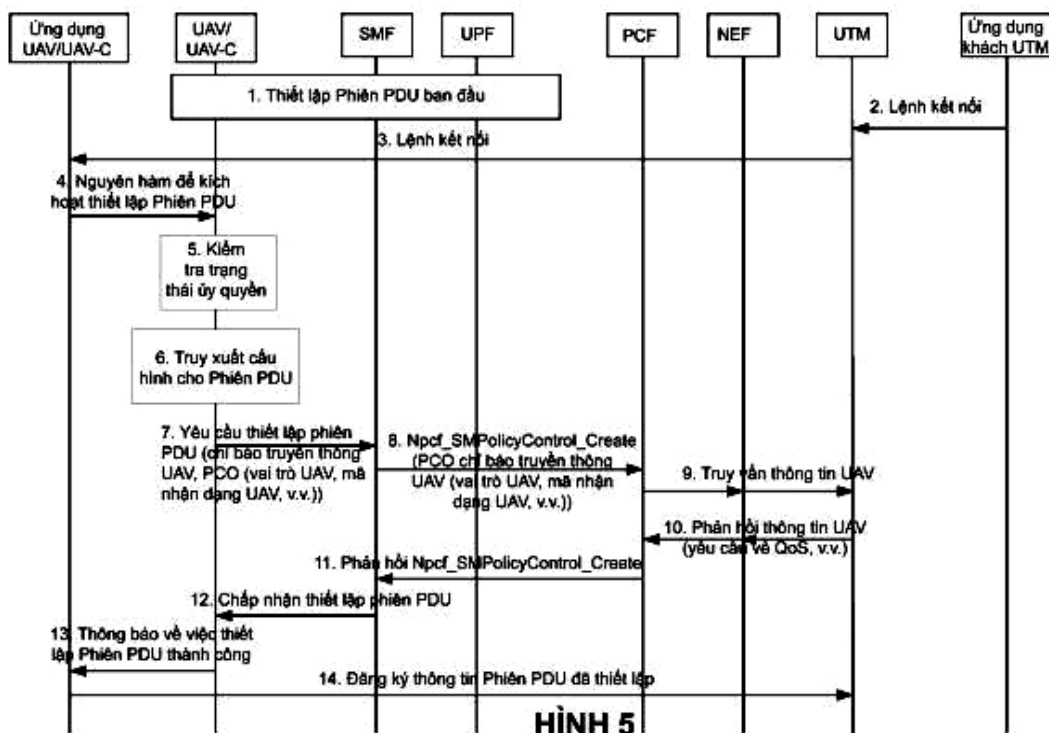 Ứng dụng
UAV/UAV-C
UAV/
UAV-C
SMF
UPF
PCF
NEF
UTM
Ứng dụng
khách UTM
1. Thiết lập Phiên PDU ban đầu
2. Lệnh kết nối
3. Lệnh kết nối
4. Nguyên hàm để kích
hoạt thiết lập Phiên PDU
5. Kiểm
tra trạng
thái ủy quyền
6. Truy xuất cấu
hình cho Phiên PDU
7. Yêu cầu thiết lập phiên
PDU (chỉ báo truyền thông
UAV, PCO (vai trò UAV, mã
nhận dạng UAV, v.v.))
8. Npcf_SMPolicyControl_Create
(PCO chỉ báo truyền thông
UAV (vai trò UAV, mã nhận
dạng UAV, v.v.))
9. Truy vấn thông tin UAV
10. Phản hồi thông tin UAV
(yêu cầu về QoS, v.v.)
11. Phản hồi Npcf_SMPolicyControl_Create
12. Chấp nhận thiết lập phiên PDU
13. Thông báo về việc thiết
lập Phiên PDU thành công
14. Đăng ký thông tin Phiên PDU đã thiết lập
HÌNH 5